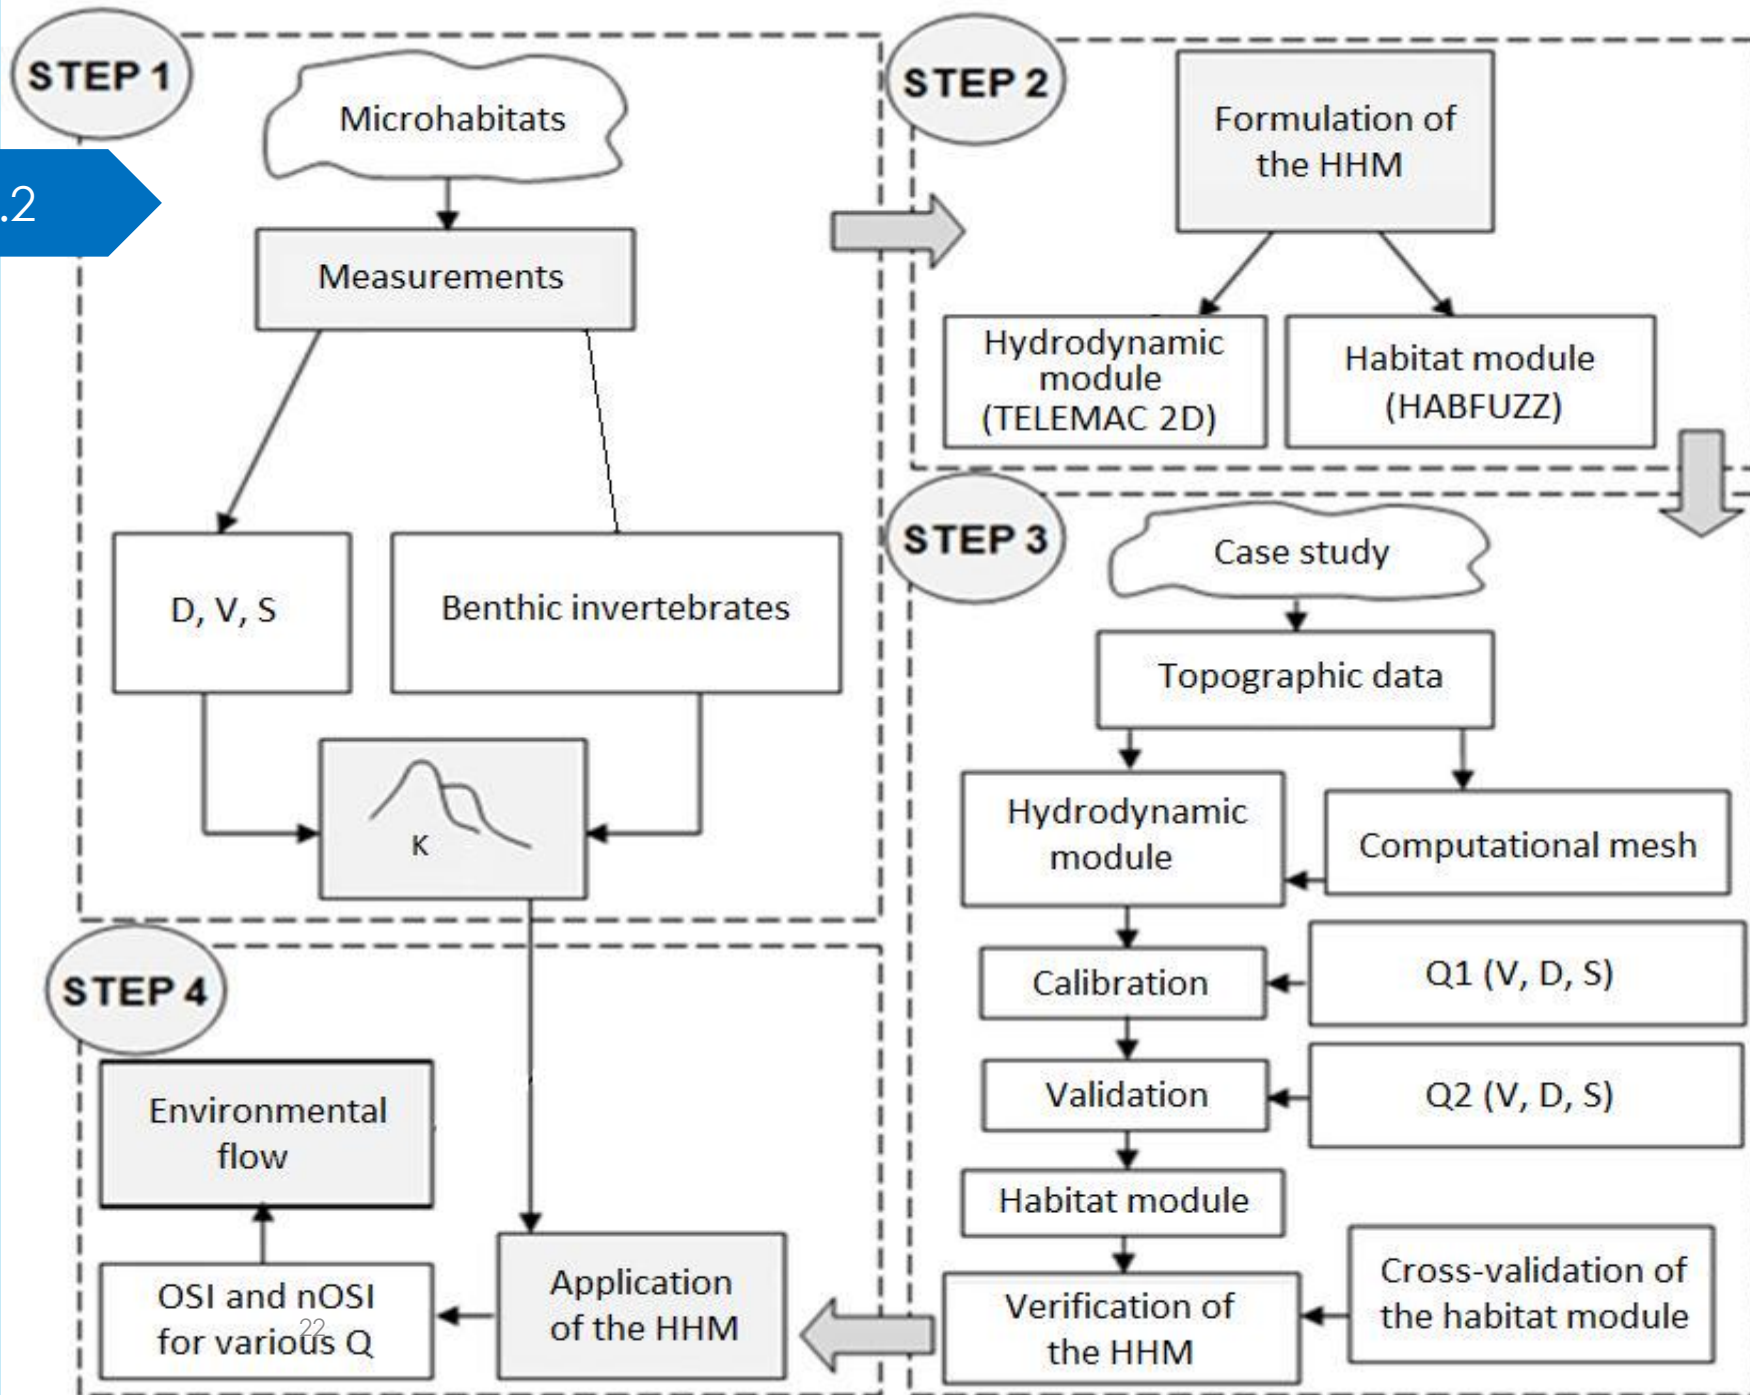 STEP 1
Microhabitats
.2
Measurements
D, V, S
Benthic invertebrates
K
STEP 2
Formulation of
the HHM
Hydrodynamic
module
(TELEMAC 2D)
Habitat module
(HABFUZZ)
STEP 3
Case study
Topographic data
Hydrodynamic
module
Computational mesh
Calibration
Q1 (V, D, S)
Validation
Q2 (V, D, S)
Habitat module
Verification of
the HHM
Cross-validation of
the habitat module
STEP 4
Environmental
flow
OSI and nOSI
for various Q
22
Application
of the HHM